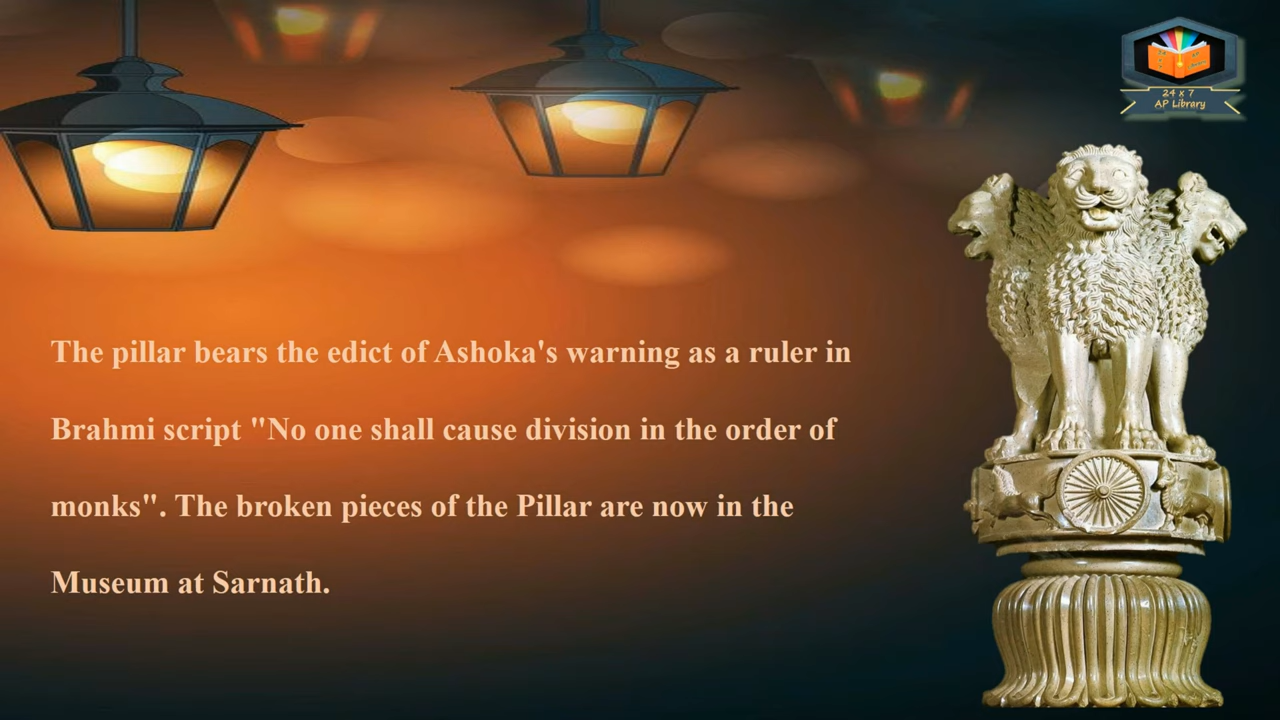 24 x 7
AP Library
The pillar bears the edict of Ashoka's warning as a ruler in
Brahmi script "No one shall cause division in the order of
monks". The broken pieces of the Pillar are now in the
Museum at Sarnath.